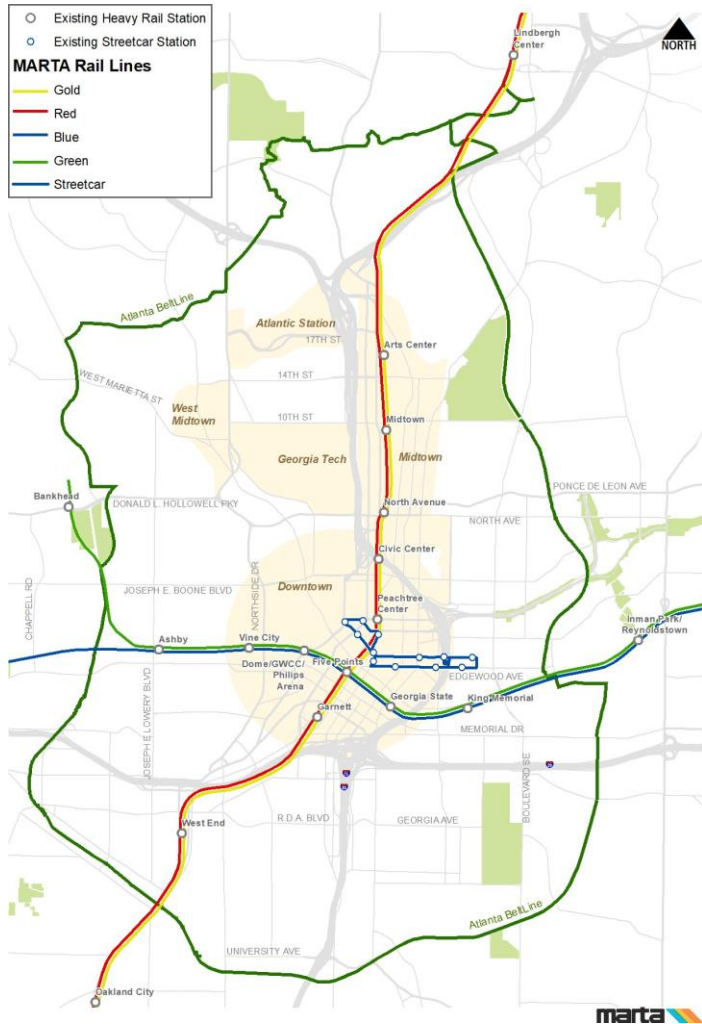 Existing Heavy Rail Station
Existing Streetcar Station
MARTA Rail Lines
Gold
Red
Blue
Green
Streetcar
NORTH
Lindbergh
Center
Atlanta BeltLine
Atlantic Station
17TH ST
Arts Center
WEST MARIETTA ST
14TH ST
West
Midtown
10TH ST
Midtown
Georgia Tech
Midtown
Bankhead
DONALD L. HOLLOWELL PKY
North Avenue
PONCE DE LEON AVE
NORTH AVE
Civic Center
CHAPPELL RD
JOSEPH E. BOONE BLVD
NORTHSIDE DR
Downtown
Peachtree
Center
Inman Park/
Reynoldstown
Ashby
Vine City
Dome/GWCC/
Philips
Arena
Five Points
EDGEWOOD AVE
Georgia State
King Memorial
Garnett
MEMORIAL DR
JOSEPH E LOWERY BLVD
BOULEVARD SE
West End
R.D.A. BLVD
GEORGIA AVE
Atlanta BeltLine
UNIVERSITY AVE
Oakland City
marta